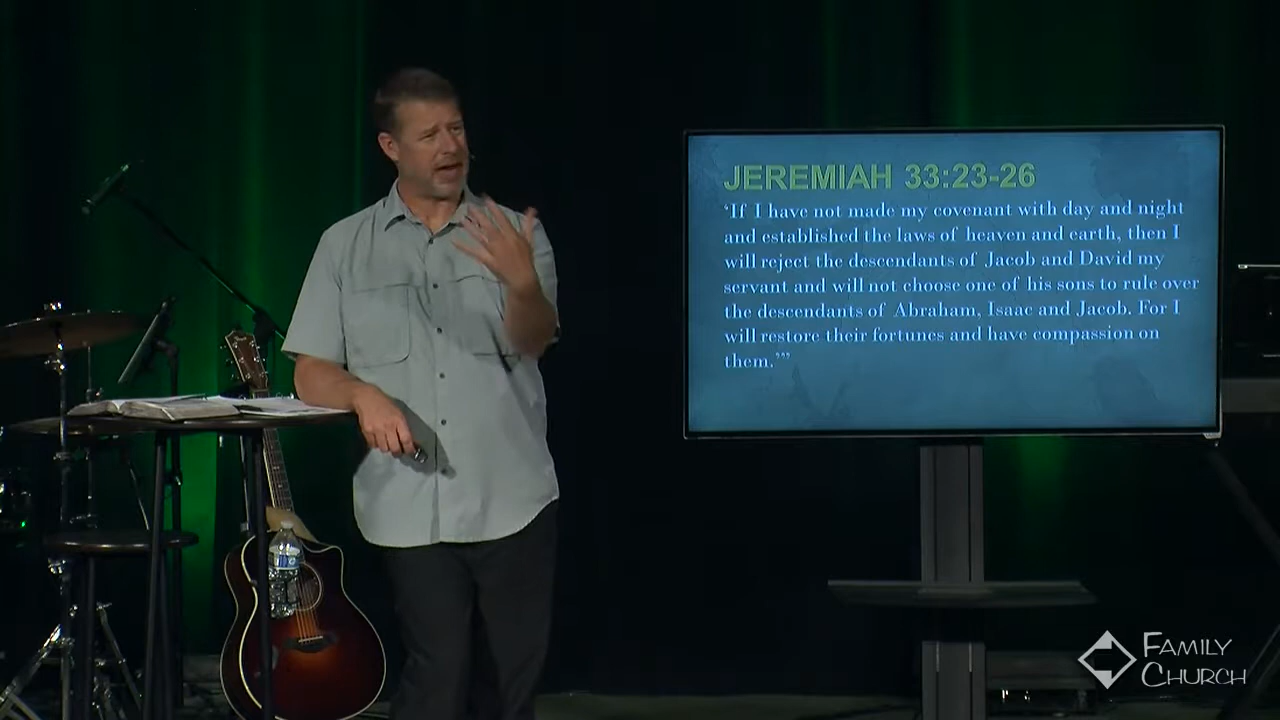 JEREMIAH 33:23-26
‘If I have not made my covenant with day and night
and established the laws of heaven and earth, then I
will reject the descendants of Jacob and David my
servant and will not choose one of his sons to rule over
the descendants of Abraham, Isaac and Jacob. For I
will restore their fortunes and have compassion on
them.’”
FAMILY
CHURCH